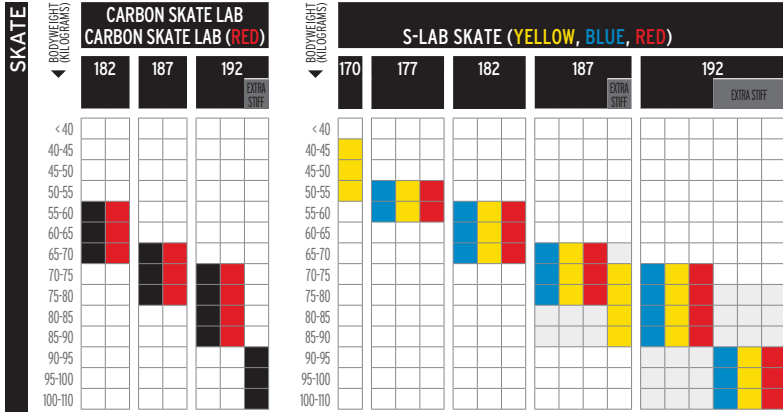 SKATE
BODYWEIGHT
(KILOGRAMS)
CARBON SKATE LAB
CARBON SKATE LAB (RED)
182
187
192
EXTRA
STIFF
< 40
40-45
45-50
50-55
55-60
60-65
65-70
70-75
75-80
80-85
85-90
90-95
95-100
100-110
BODYWEIGHT
(KILOGRAMS)
S-LAB SKATE (YELLOW, BLUE, RED)
170
177
182
187
EXTRA
STIFF
192
EXTRA STIFF
< 40
40-45
45-50
50-55
55-60
60-65
65-70
70-75
75-80
80-85
85-90
90-95
95-100
100-110